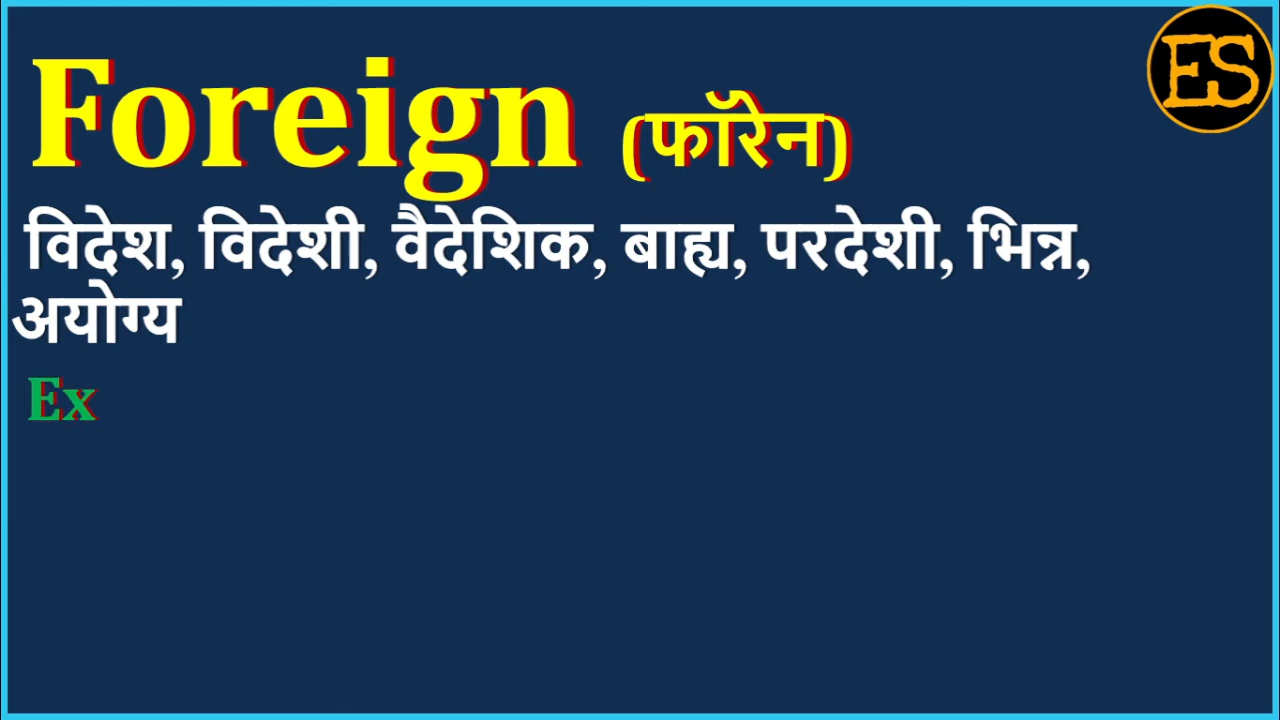 ES
Foreign (फॉरेन)
विदेश, विदेशी, वैदेशिक, बाह्य, परदेशी, भिन्न,
अयोग्य
Ex